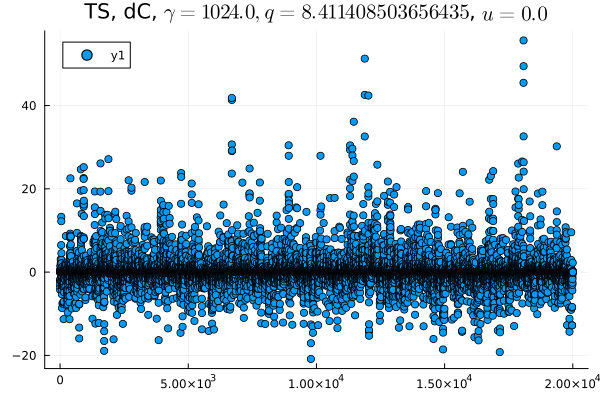 TS, dC, γ = 1024.0, q = 8.411408503656435, u = 0.0
y1
40
20
0
−20
0 5.00×10³ 1.00×10⁴ 1.50×10⁴ 2.00×10⁴